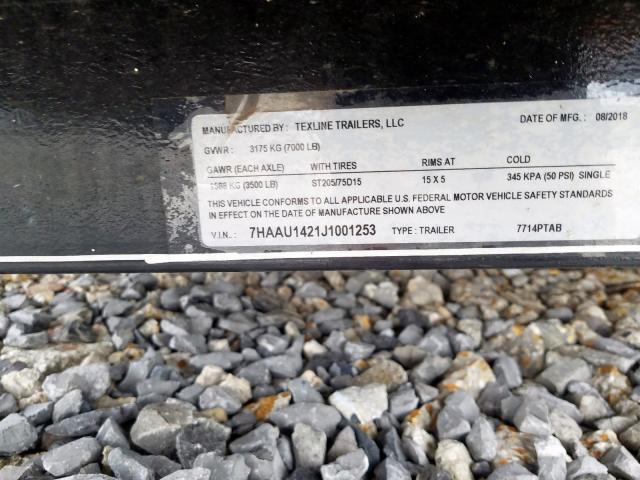 MANUFACTURED BY: TEXLINE TRAILERS, LLC DATE OF MFG.: 08/2018
GVWR: 3175 KG (7000 LB)
GAWR (EACH AXLE) WITH TIRES RIMS AT COLD
1588 KG (3500 LB) ST205/75D15 15 X 5 345 KPA (50 PSI) SINGLE
THIS VEHICLE CONFORMS TO ALL APPLICABLE U.S. FEDERAL MOTOR VEHICLE SAFETY STANDARDS
IN EFFECT ON THE DATE OF MANUFACTURE SHOWN ABOVE
V.I.N.: 7HAAU1421J1001253 TYPE: TRAILER 7714PTAB